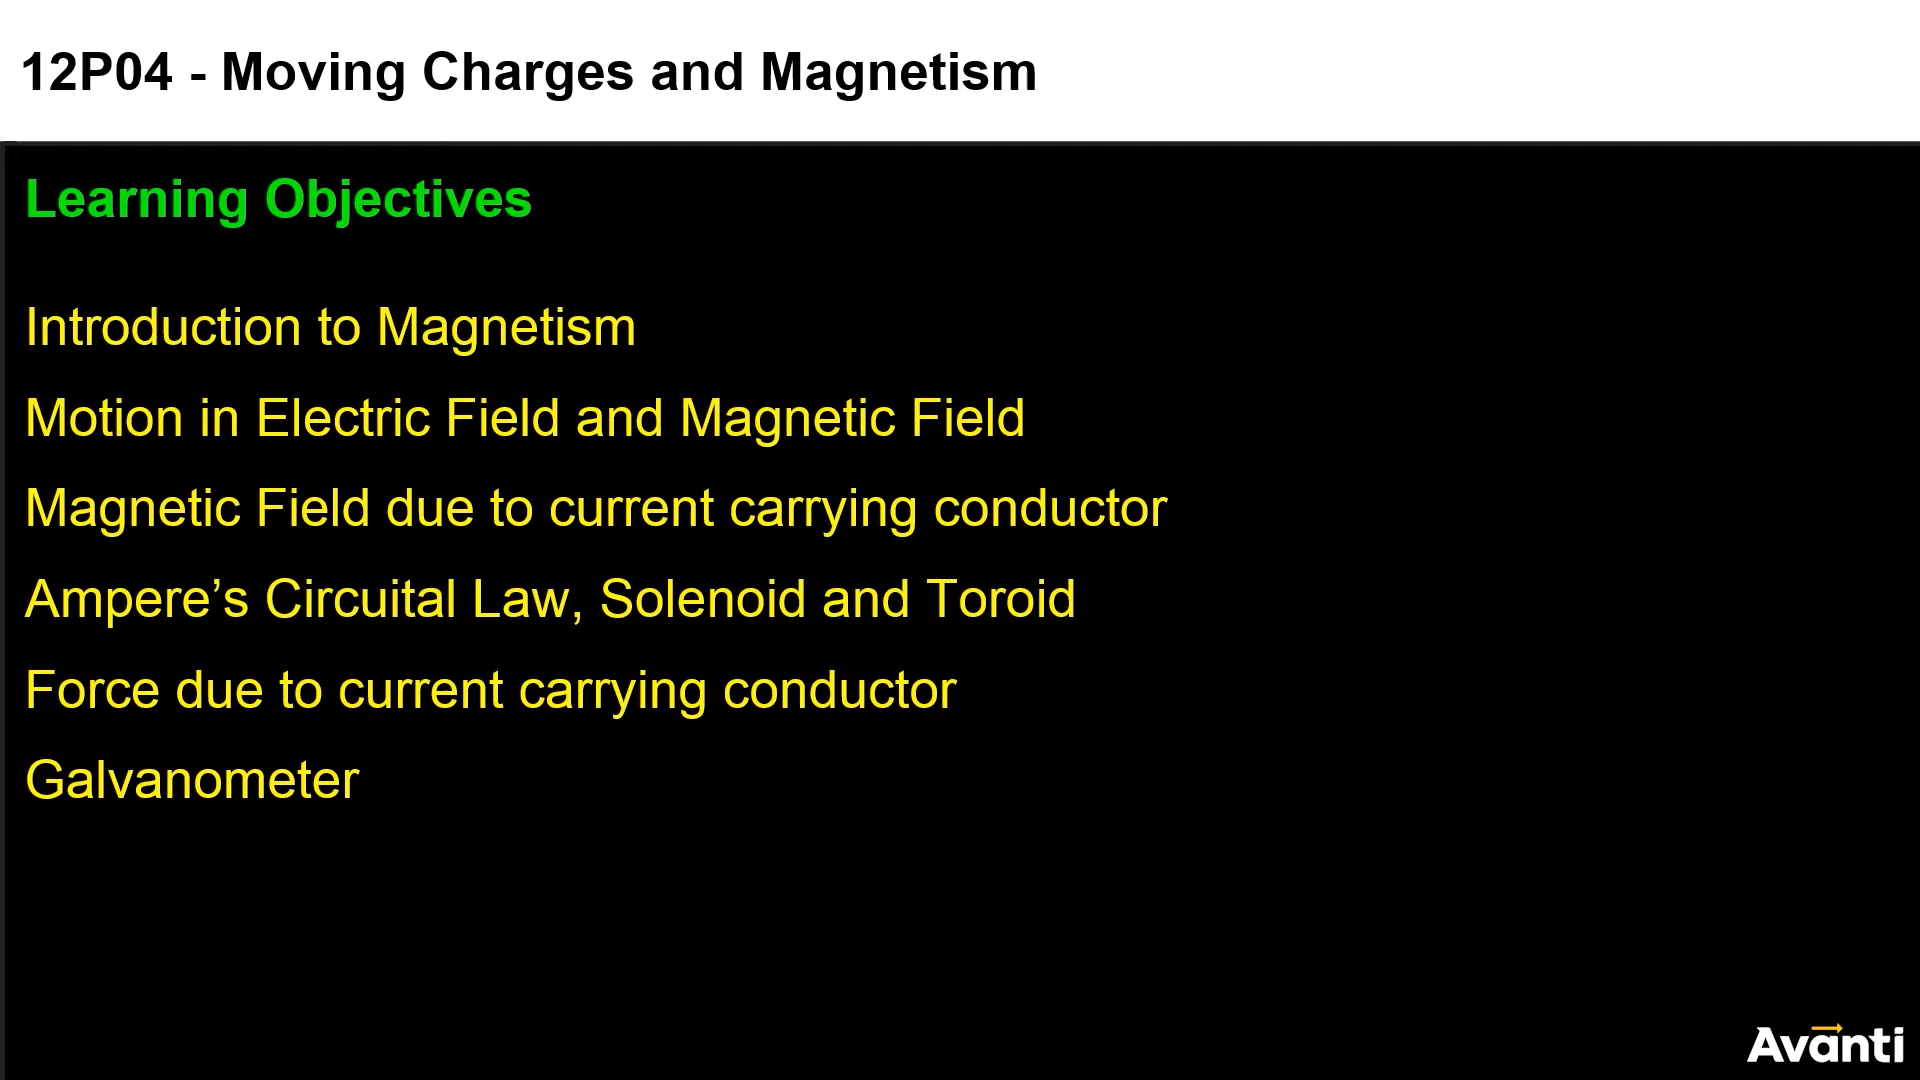 12P04 - Moving Charges and Magnetism
Learning Objectives
Introduction to Magnetism
Motion in Electric Field and Magnetic Field
Magnetic Field due to current carrying conductor
Ampere’s Circuital Law, Solenoid and Toroid
Force due to current carrying conductor
Galvanometer
Avanti